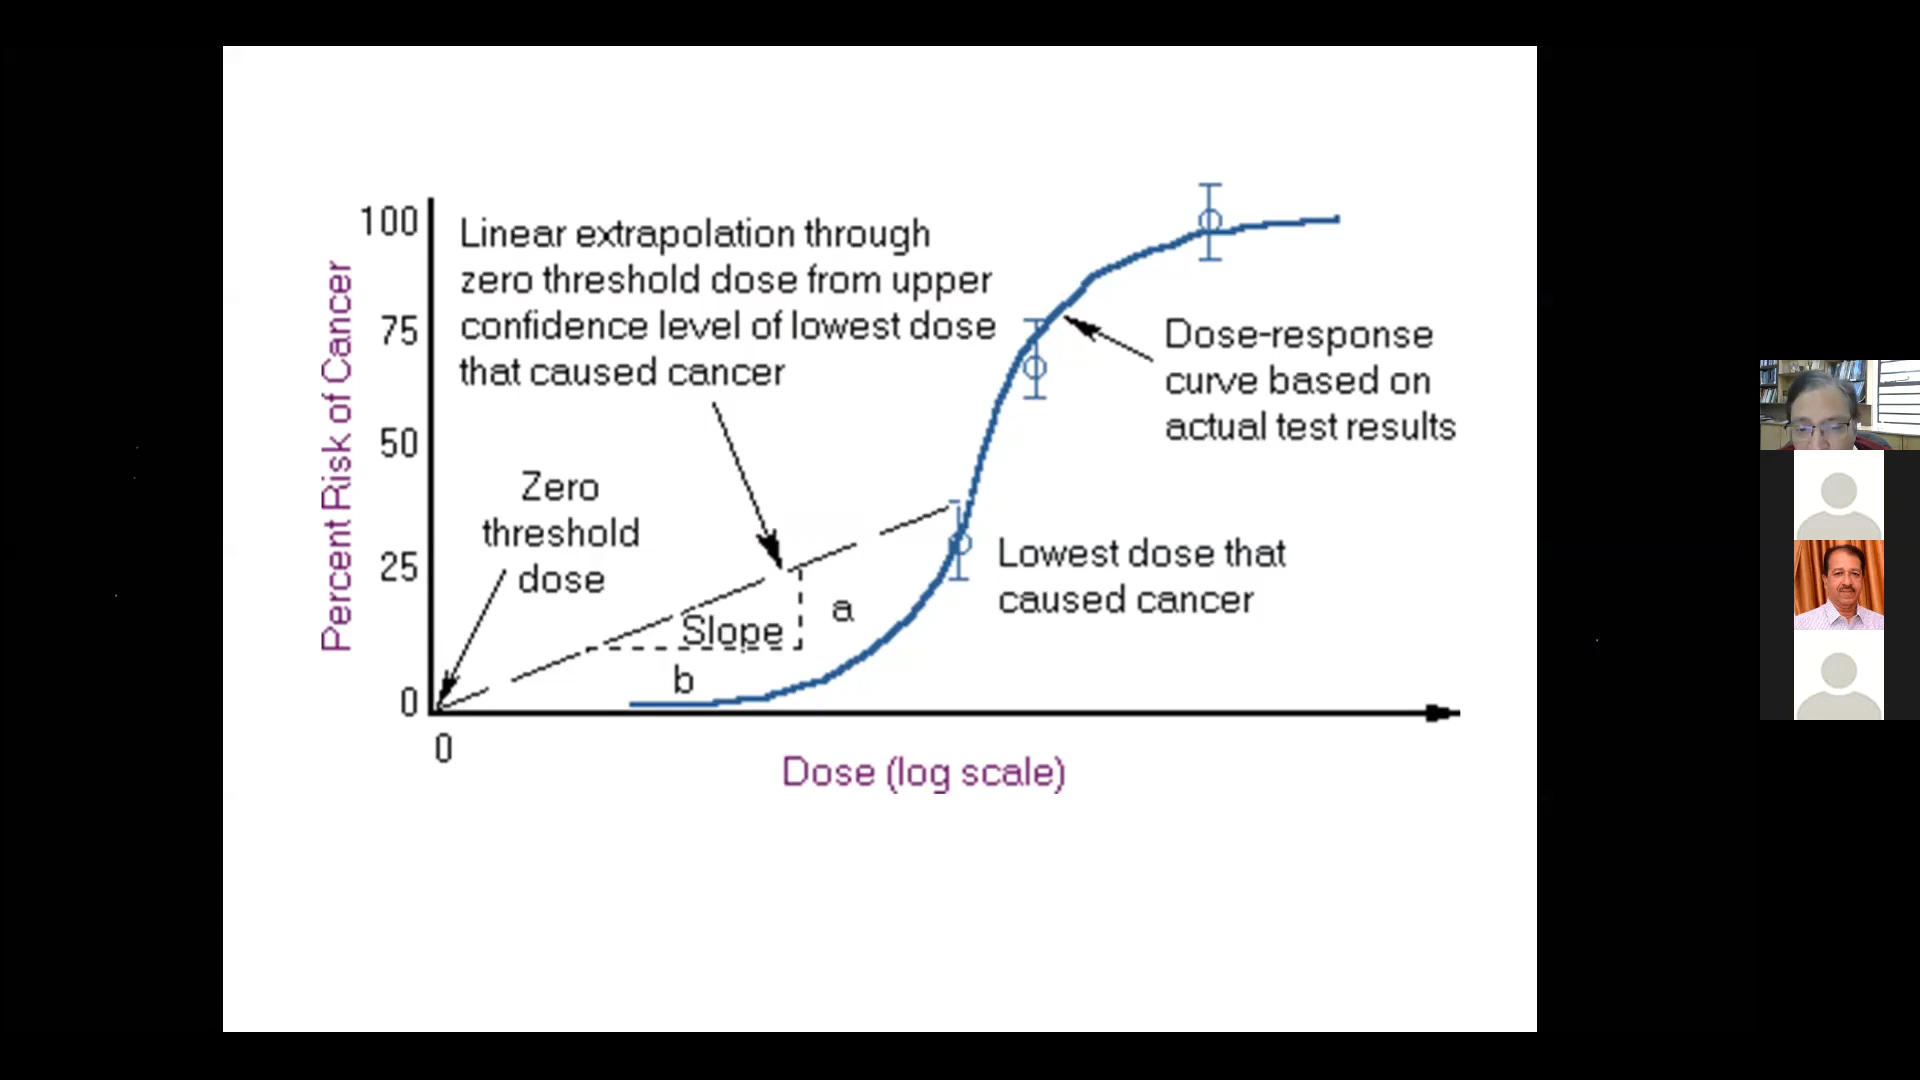 100
75
50
25
0
0
Percent Risk of Cancer
Linear extrapolation through
zero threshold dose from upper
confidence level of lowest dose
that caused cancer
Zero
threshold
dose
Slope
a
b
Dose-response
curve based on
actual test results
Lowest dose that
caused cancer
Dose (log scale)